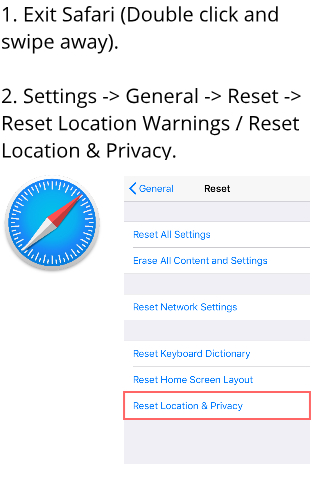 1. Exit Safari (Double click and
swipe away).
2. Settings -> General -> Reset ->
Reset Location Warnings / Reset
Location & Privacy.
General
Reset
Reset All Settings
Erase All Content and Settings
Reset Network Settings
Reset Keyboard Dictionary
Reset Home Screen Layout
Reset Location & Privacy